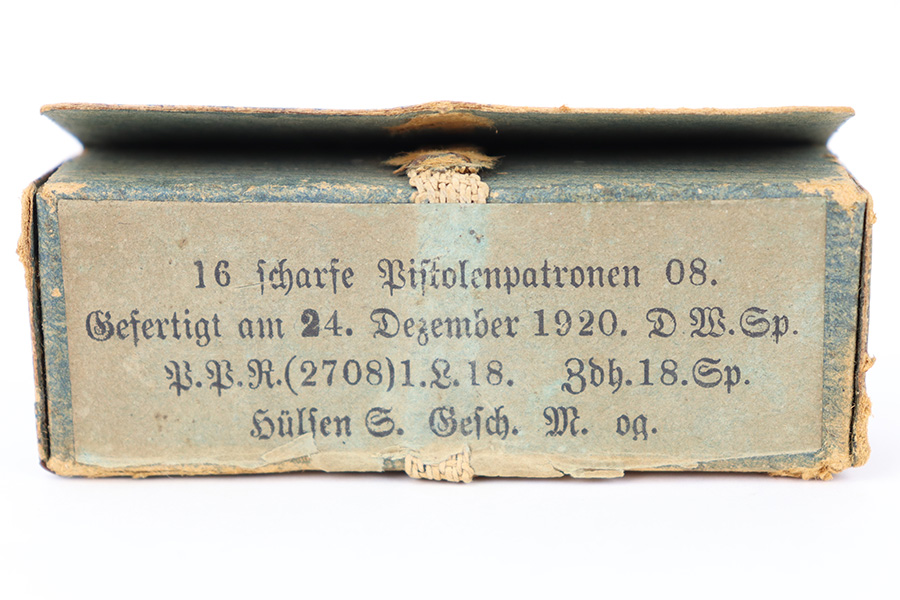 16 scharfe Pistolenpatronen 08.
Gefertigt am 24. Dezember 1920. D W.Sp.
P.P.R.(2708)1.L.18. Zdh.18.Sp.
Hülsen S. Gesch. M. og.